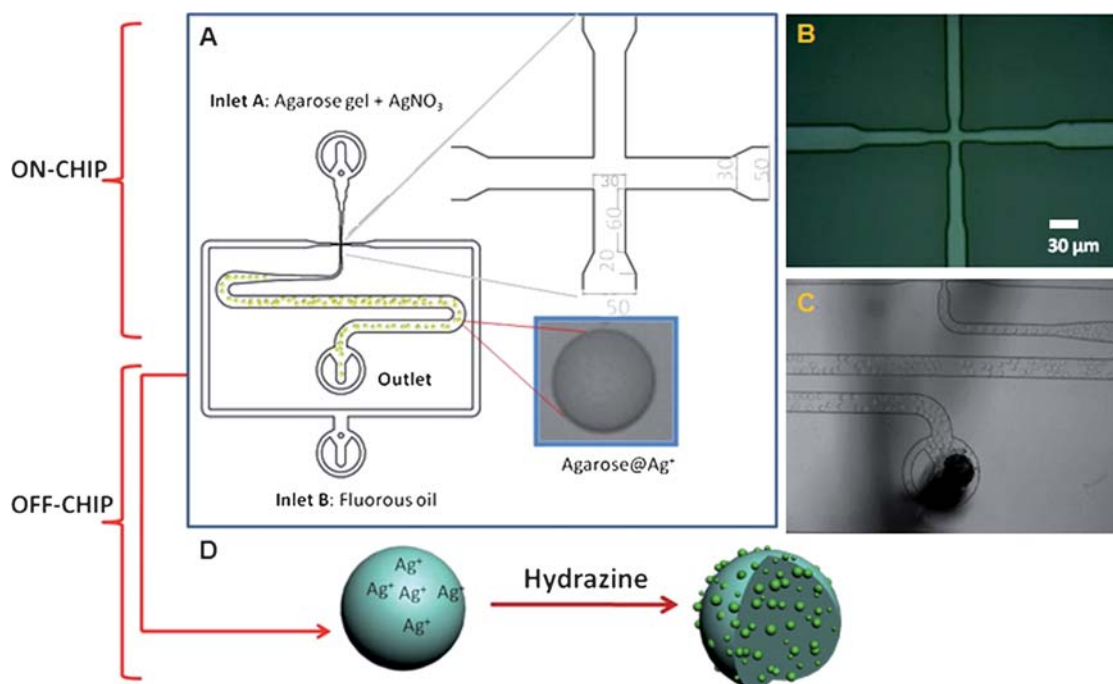 A
Inlet A: Agarose gel + AgNO₃
ON-CHIP
30
60
20
50
30
50
Outlet
Agarose@Ag⁺
Inlet B: Fluorous oil
B
30 µm
C
OFF-CHIP
D
Ag⁺
Ag⁺ Ag⁺ Ag⁺
Ag⁺
Hydrazine